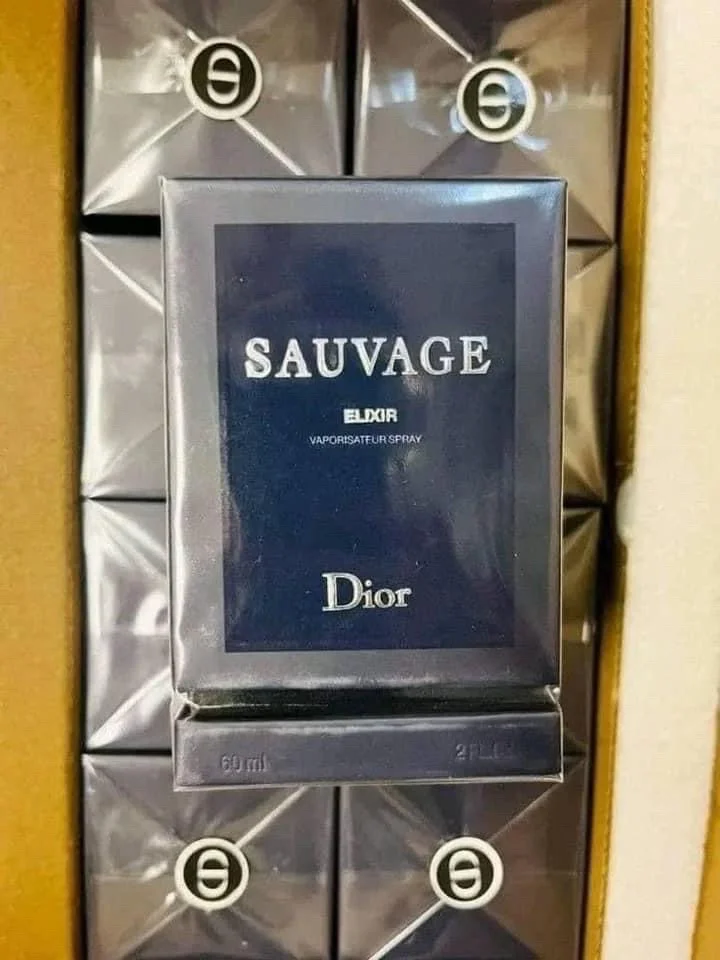 SAUVAGE
ELIXIR
VAPORISATEUR SPRAY
Dior
60 ml